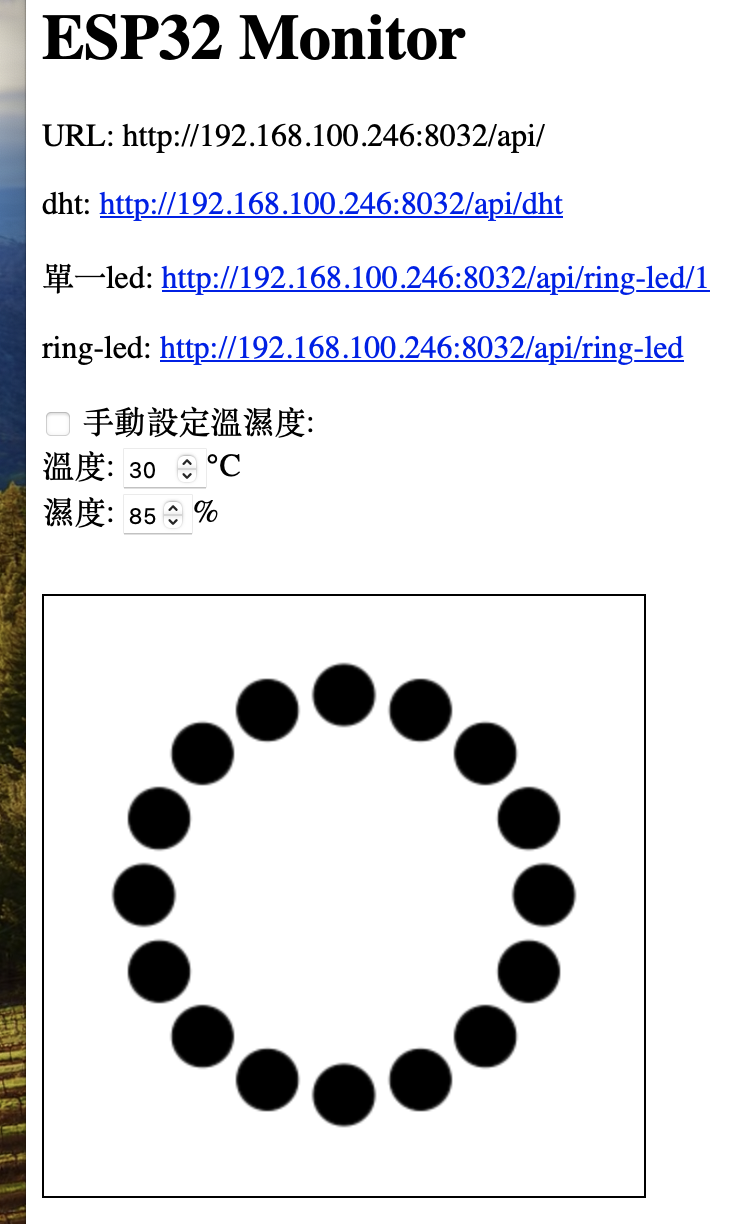 ESP32 Monitor
URL: http://192.168.100.246:8032/api/
dht: http://192.168.100.246:8032/api/dht
單一led: http://192.168.100.246:8032/api/ring-led/1
ring-led: http://192.168.100.246:8032/api/ring-led
手動設定溫濕度:
溫度: 30 °C
濕度: 85 %